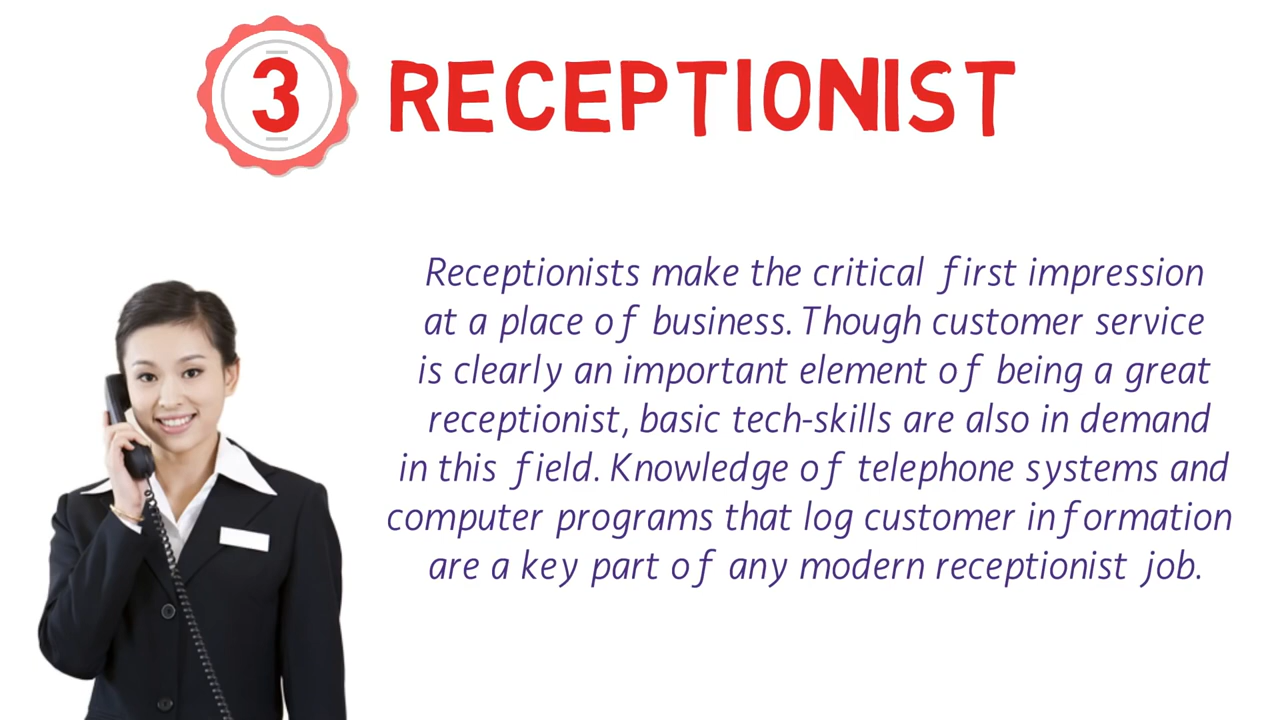 3 RECEPTIONIST
Receptionists make the critical first impression
at a place of business. Though customer service
is clearly an important element of being a great
receptionist, basic tech-skills are also in demand
in this field. Knowledge of telephone systems and
computer programs that log customer information
are a key part of any modern receptionist job.